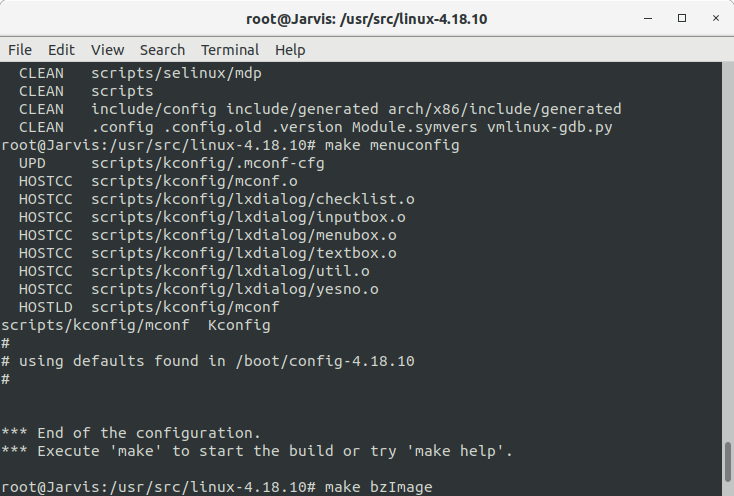 root@Jarvis: /usr/src/linux-4.18.10
File Edit View Search Terminal Help
CLEAN scripts/selinux/mdp
CLEAN scripts
CLEAN include/config include/generated arch/x86/include/generated
CLEAN .config .config.old .version Module.symvers vmlinux-gdb.py
root@Jarvis:/usr/src/linux-4.18.10# make menuconfig
UPD scripts/kconfig/.mconf-cfg
HOSTCC scripts/kconfig/mconf.o
HOSTCC scripts/kconfig/lxdialog/checklist.o
HOSTCC scripts/kconfig/lxdialog/inputbox.o
HOSTCC scripts/kconfig/lxdialog/menubox.o
HOSTCC scripts/kconfig/lxdialog/textbox.o
HOSTCC scripts/kconfig/lxdialog/util.o
HOSTCC scripts/kconfig/lxdialog/yesno.o
HOSTLD scripts/kconfig/mconf
scripts/kconfig/mconf Kconfig
#
# using defaults found in /boot/config-4.18.10
#
*** End of the configuration.
*** Execute 'make' to start the build or try 'make help'.
root@Jarvis:/usr/src/linux-4.18.10# make bzImage